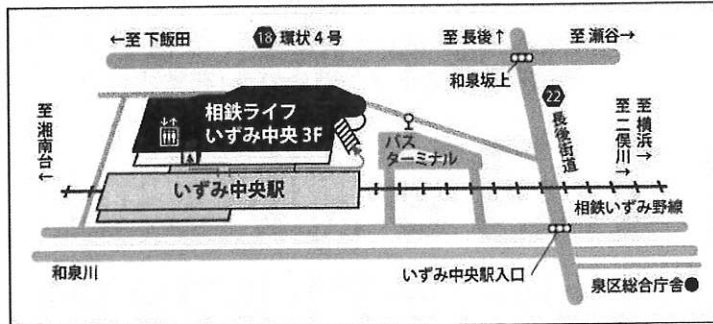 ←至 下飯田
18 環状4号
至 長後↑
至 瀬谷→
和泉坂上
22 長後街道
至 湘南台←
相鉄ライフ
いずみ中央3F
バス
ターミナル
至 横浜→
至 二俣川→
いずみ中央駅
相鉄いずみ野線
和泉川
いずみ中央駅入口
泉区総合庁舎●